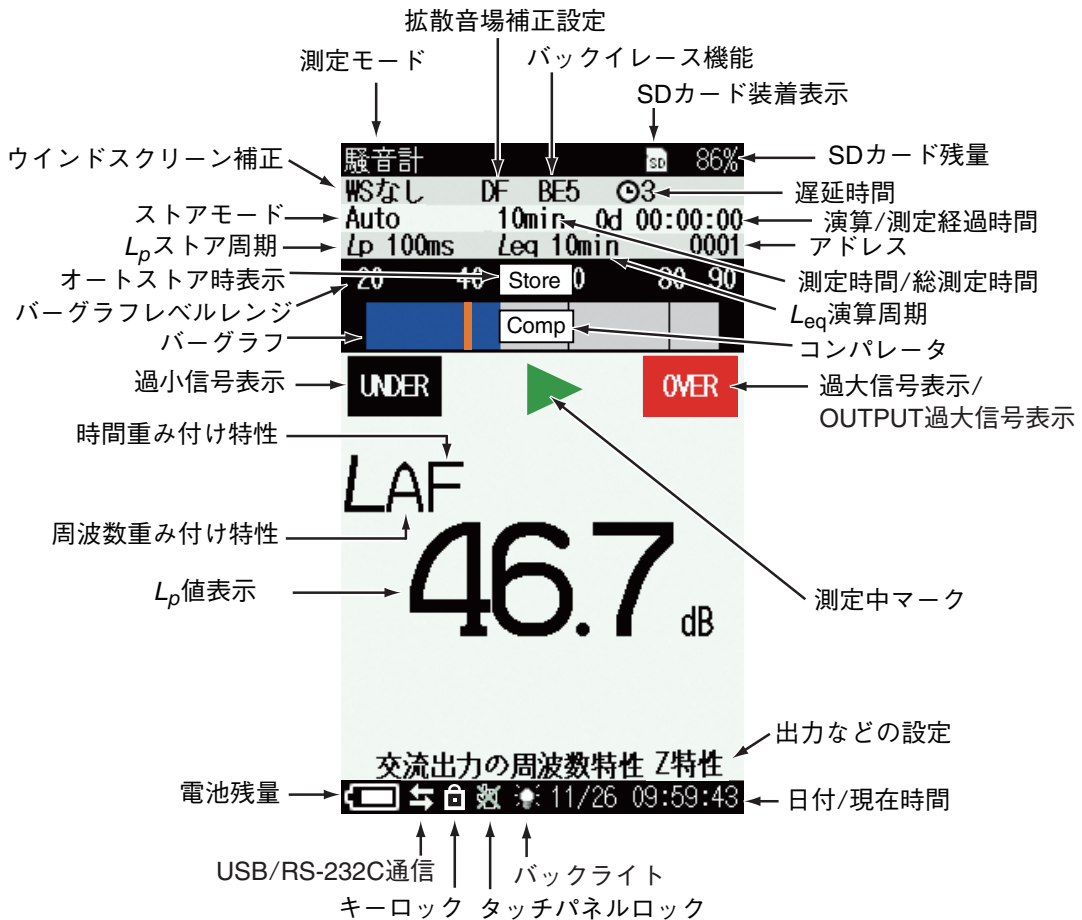 拡散音場補正設定
測定モード
バックイレース機能
SDカード装着表示
騒音計 SD 86%
SDカード残量
ウインドスクリーン補正
WSなし DF BE5 3
遅延時間
ストアモード
Auto 10min 0d 00:00:00
演算/測定経過時間
Lpストア周期
Lp 100ms Leq 10min 0001
アドレス
オートストア時表示
20 40 Store 0 80 90
測定時間/総測定時間
バーグラフレベルレンジ
Leq演算周期
バーグラフ
Comp
コンパレータ
過小信号表示
UNDER OVER
過大信号表示/
OUTPUT過大信号表示
時間重み付け特性
LAF
周波数重み付け特性
Lp値表示
46.7 dB
測定中マーク
出力などの設定
交流出力の周波数特性 Z特性
電池残量
11/26 09:59:43
日付/現在時間
USB/RS-232C通信
バックライト
キーロック
タッチパネルロック